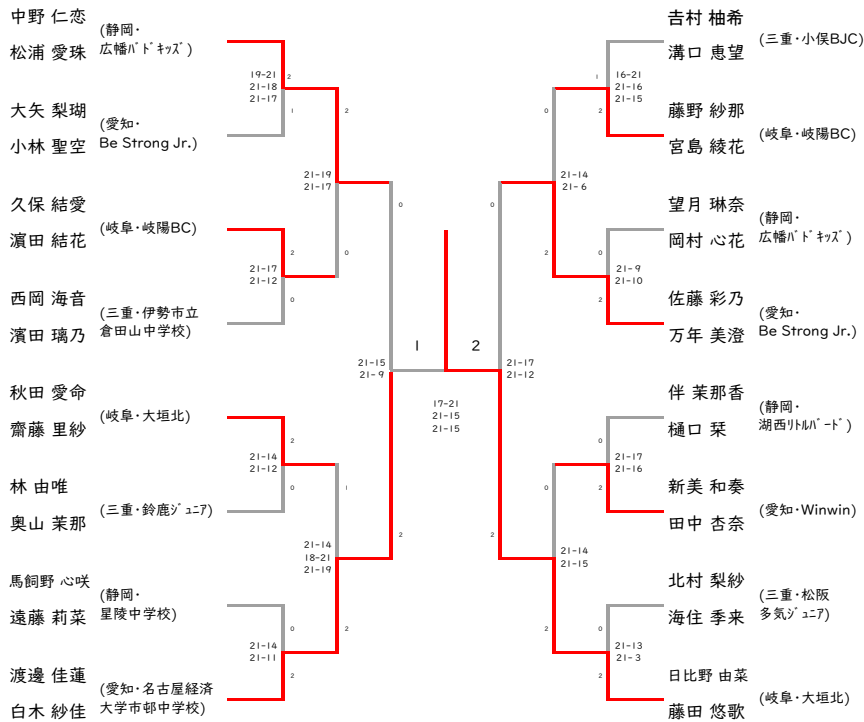 中野 仁恋
松浦 愛珠
(静岡・
広幡ﾊﾞﾄﾞｷｯｽﾞ)
大矢 梨瑚
小林 聖空
(愛知・
Be Strong Jr.)
久保 結愛
濱田 結花
(岐阜・岐陽BC)
西岡 海音
濱田 璃乃
(三重・伊勢市立
倉田山中学校)
秋田 愛命
齋藤 里紗
(岐阜・大垣北)
林 由唯
奥山 茉那
(三重・鈴鹿ｼﾞｭﾆｱ)
馬飼野 心咲
遠藤 莉菜
(静岡・
星陵中学校)
渡邊 佳蓮
白木 紗佳
(愛知・名古屋経済
大学市邨中学校)
19-21
21-18
21-17
2
1
21-17
21-12
2
0
21-14
21-12
2
0
21-14
21-11
0
2
21-19
21-17
2
0
21-14
18-21
21-19
1
2
21-15
21-9
0
2
1
2
17-21
21-15
21-15
21-17
21-12
0
2
21-14
21-6
0
2
21-14
21-15
0
2
16-21
21-16
21-15
1
2
21-9
21-10
0
2
21-17
21-16
0
2
21-13
21-3
0
2
𠮷村 柚希
溝口 恵望
(三重・小俣BJC)
藤野 紗那
宮島 綾花
(岐阜・岐陽BC)
望月 琳奈
岡村 心花
(静岡・
広幡ﾊﾞﾄﾞｷｯｽﾞ)
佐藤 彩乃
万年 美澄
(愛知・
Be Strong Jr.)
伴 茉那香
樋口 栞
(静岡・
湖西ﾘﾄﾙﾊﾞｰﾄﾞ)
新美 和奏
田中 杏奈
(愛知・Winwin)
北村 梨紗
海住 季来
(三重・松阪
多気ｼﾞｭﾆｱ)
日比野 由菜
藤田 悠歌
(岐阜・大垣北)